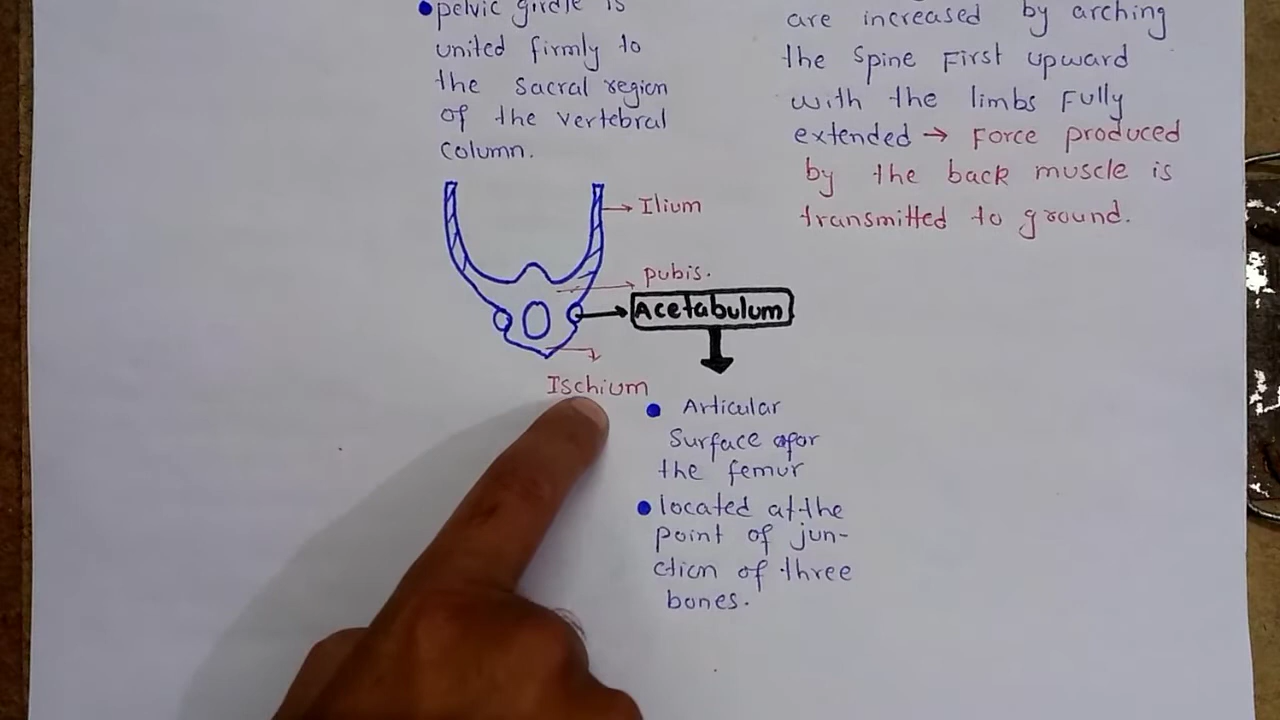 pelvic girdle is
united firmly to
the sacral region
of the vertebral
column.
are increased by arching
the spine First upward
with the limbs Fully
extended → Force produced
by the back muscle is
transmitted to ground.
Ilium
pubis.
Acetabulum
Ischium
Articular
Surface for
the femur
located at the
point of jun-
ction of three
bones.